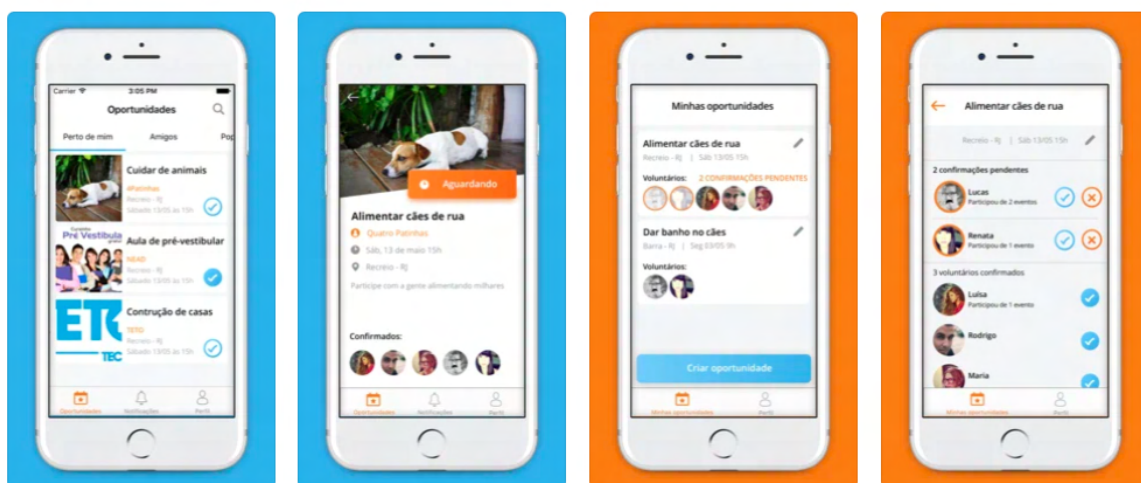 Carrier 3:05 PM
Oportunidades
Perto de mim Amigos Pop
Cuidar de animais
4Patinhas
Recreio - RJ
Sábado 13/05 às 15h
Pré Vestibula
Aula de pré-vestibular
NEAD
Recreio - RJ
Sábado 13/05 às 15h
ETC
TEC
Contrução de casas
TETO
Recreio - RJ
Sábado 13/05 às 15h
Oportunidades Notificações Perfil
Aguardando
Alimentar cães de rua
Quatro Patinhas
Sáb, 13 de maio 15h
Recreio - RJ
Participe com a gente alimentando milhares
Confirmados:
Oportunidades Notificações Perfil
Minhas oportunidades
Alimentar cães de rua
Recreio - RJ | Sáb 13/05 15h
Voluntários: 2 CONFIRMAÇÕES PENDENTES
Dar banho no cães
Barra - RJ | Seg 03/05 9h
Voluntários:
Criar oportunidade
Minhas oportunidades Perfil
Alimentar cães de rua
Recreio - RJ | Sáb 13/05 15h
2 confirmações pendentes
Lucas
Participou de 2 eventos
Renata
Participou de 1 evento
3 voluntários confirmados
Luísa
Participou de 1 evento
Rodrigo
Maria
Minhas oportunidades Perfil